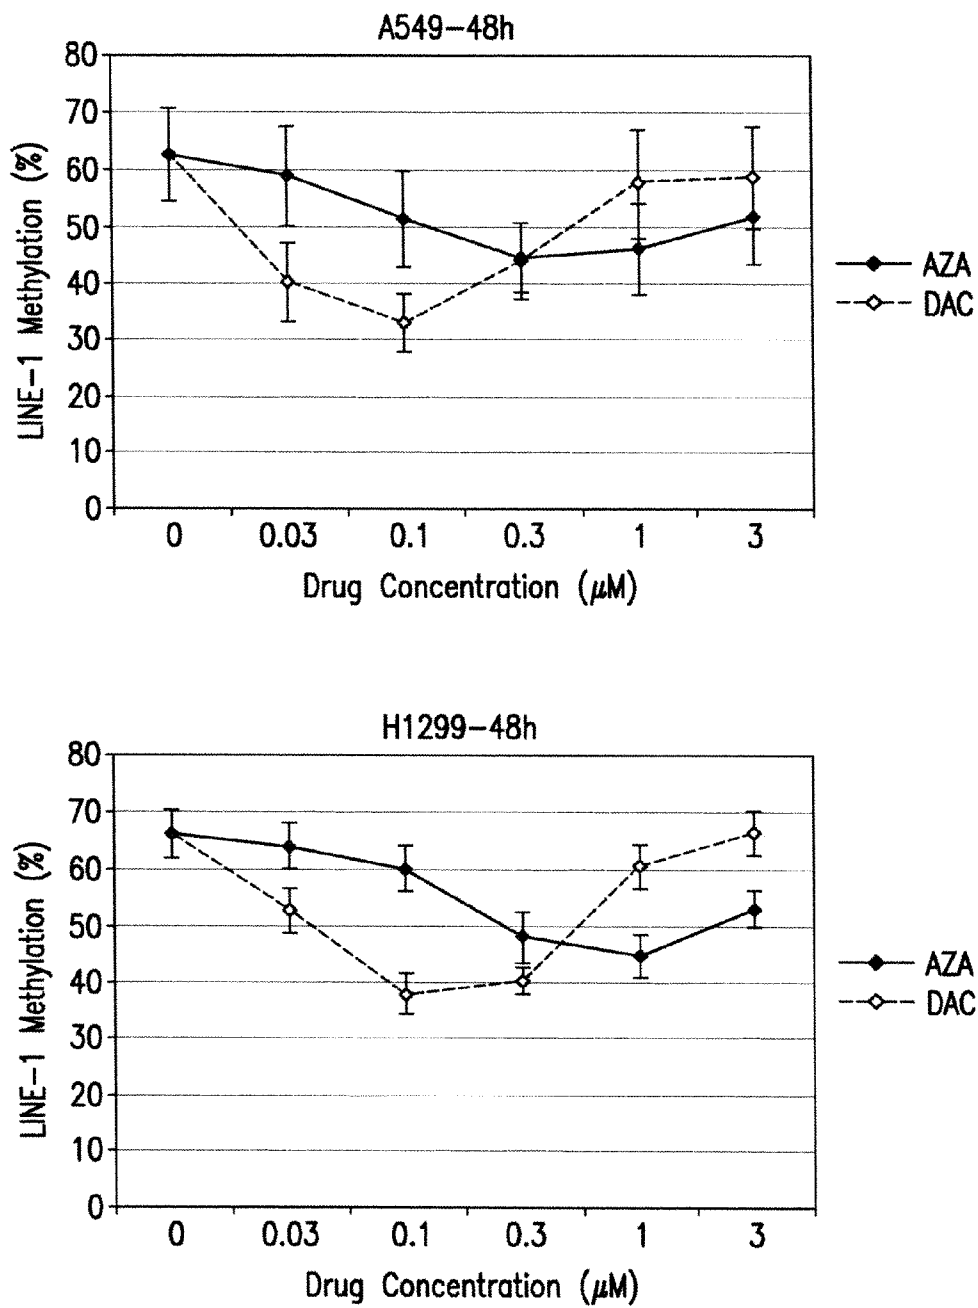 A549-48h
80
70
60
50
40
30
20
10
0
LINE-1 Methylation (%)
0 0.03 0.1 0.3 1 3
Drug Concentration (μM)
AZA
DAC
H1299-48h
80
70
60
50
40
30
20
10
0
LINE-1 Methylation (%)
0 0.03 0.1 0.3 1 3
Drug Concentration (μM)
AZA
DAC